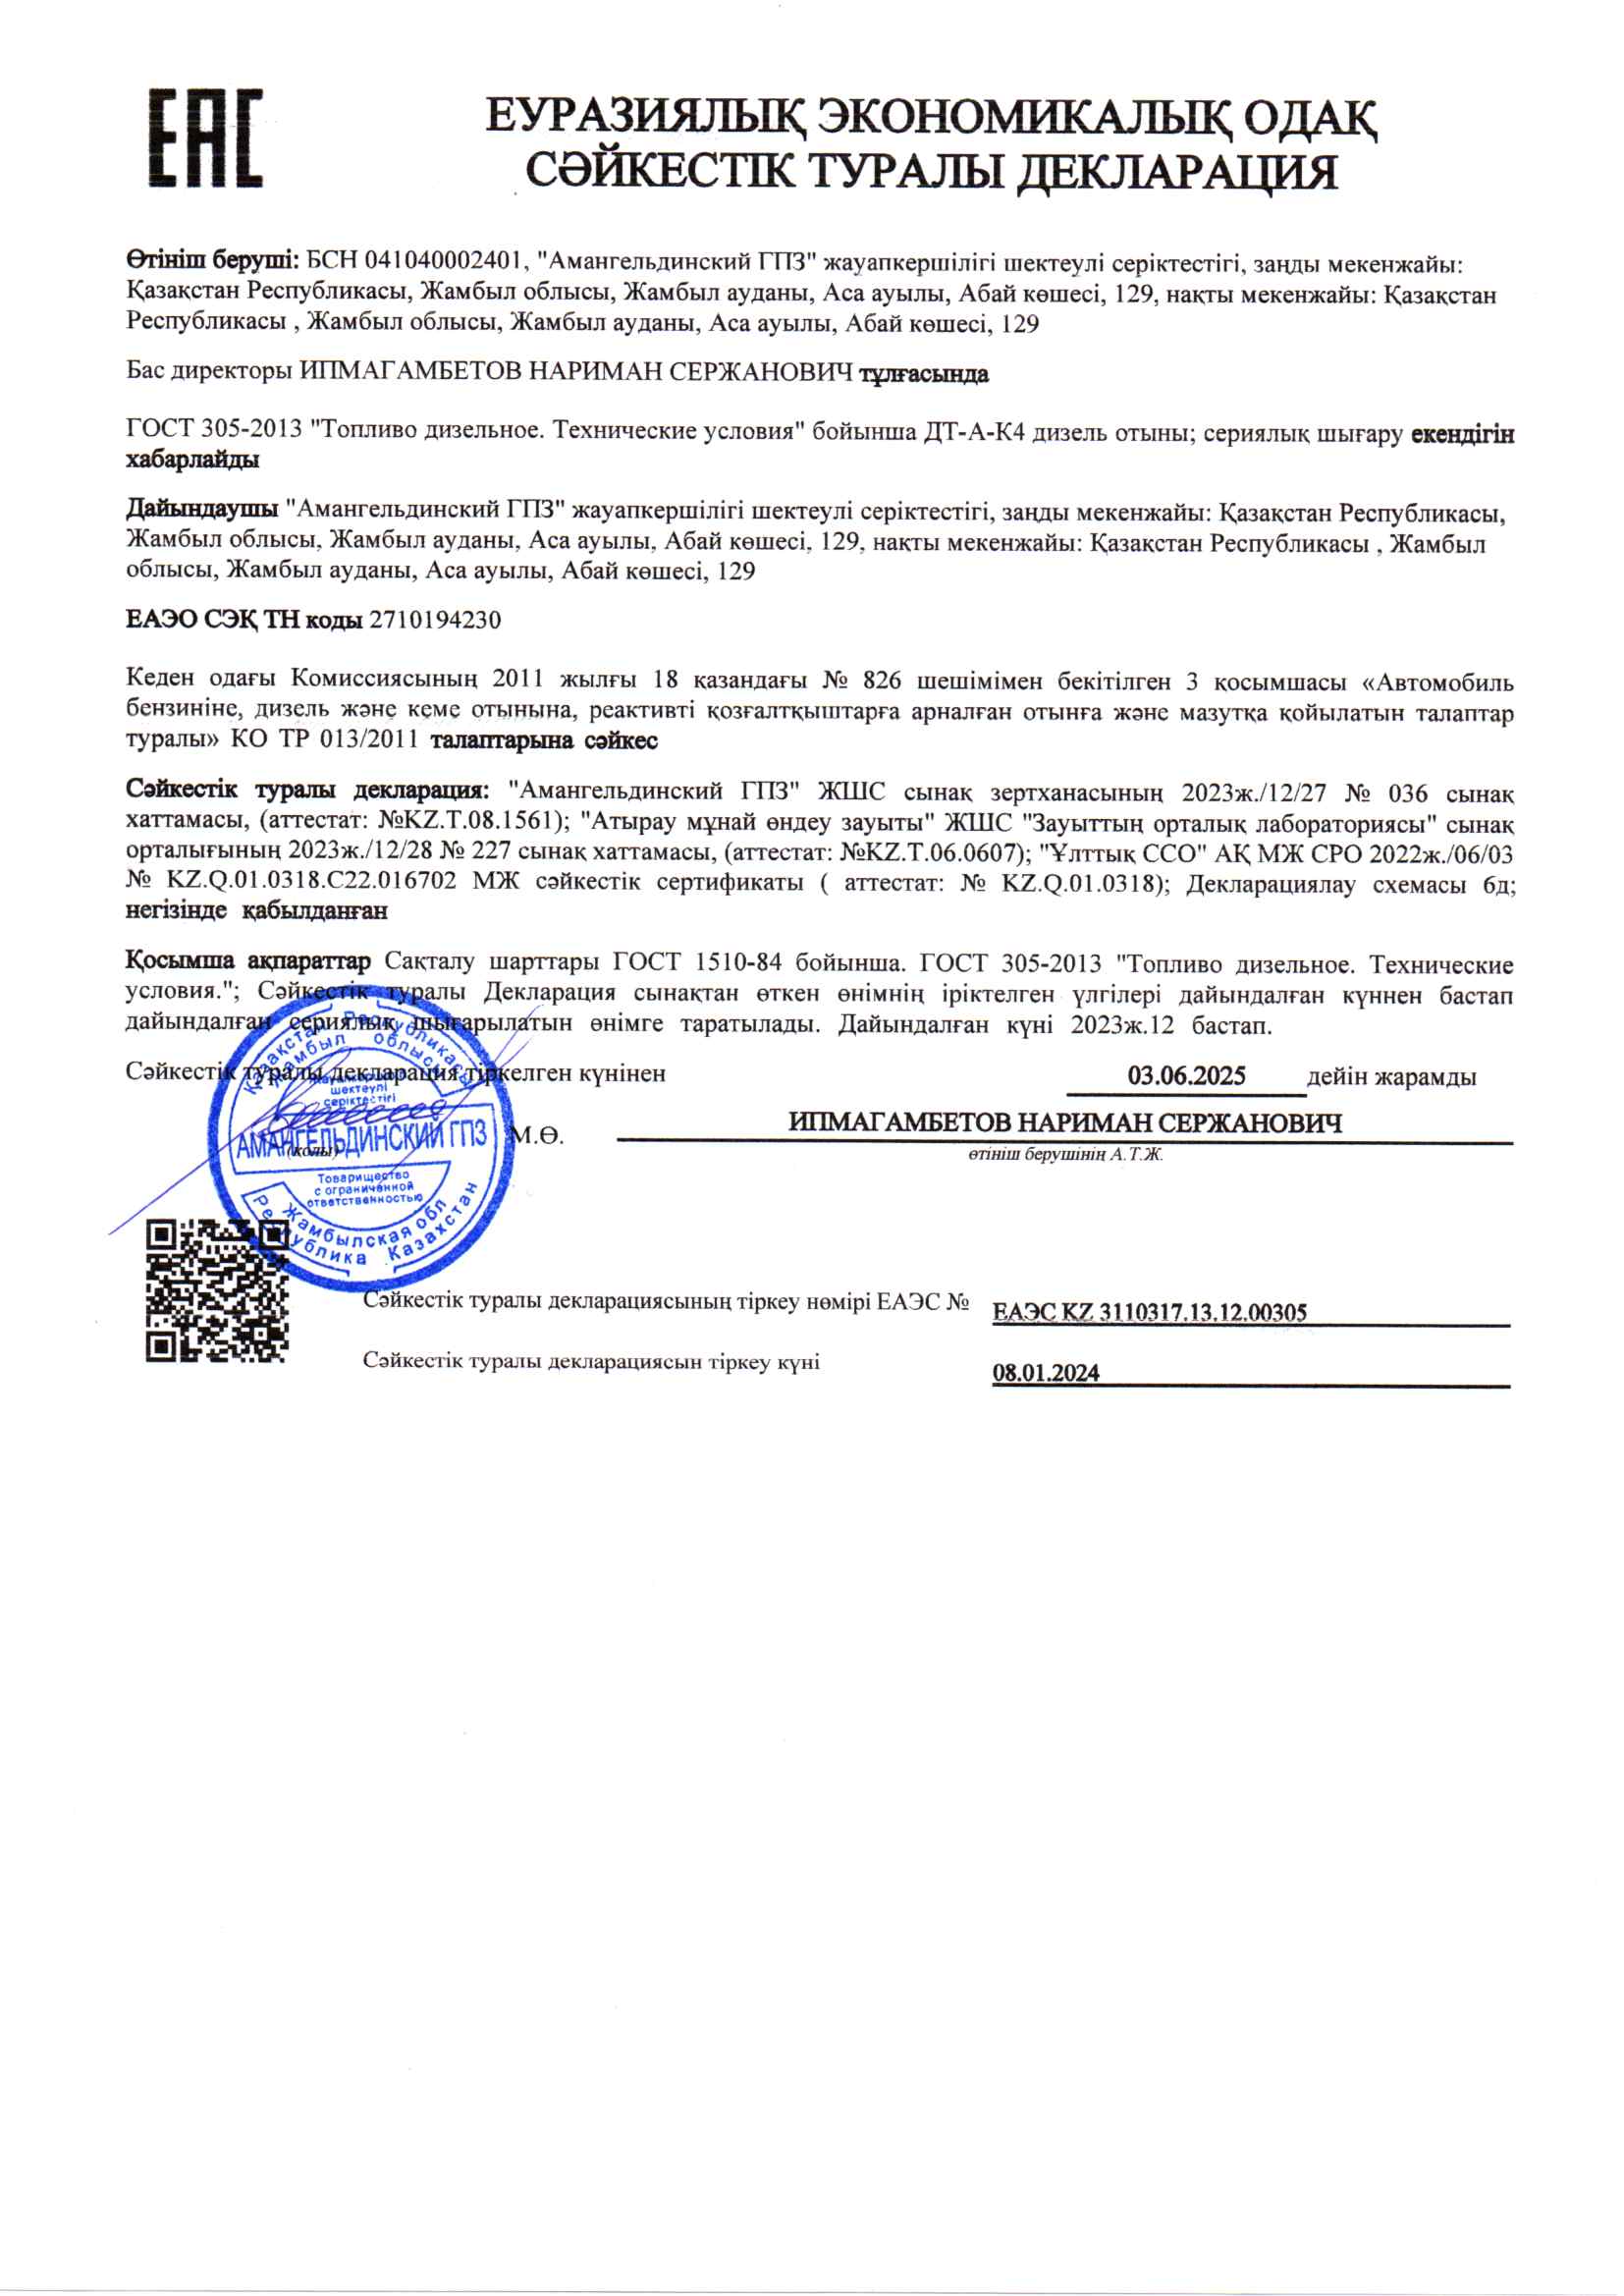 ЕАС
ЕУРАЗИЯЛЫҚ ЭКОНОМИКАЛЫҚ ОДАҚ
СӘЙКЕСТІК ТУРАЛЫ ДЕКЛАРАЦИЯ
Өтініш беруші: БСН 041040002401, "Амангельдинский ГПЗ" жауапкершілігі шектеулі серіктестігі, заңды мекенжайы:
Қазақстан Республикасы, Жамбыл облысы, Жамбыл ауданы, Аса ауылы, Абай көшесі, 129, нақты мекенжайы: Қазақстан
Республикасы , Жамбыл облысы, Жамбыл ауданы, Аса ауылы, Абай көшесі, 129
Бас директоры ИПМАГАМБЕТОВ НАРИМАН СЕРЖАНОВИЧ тұлғасында
ГОСТ 305-2013 "Топливо дизельное. Технические условия" бойынша ДТ-А-К4 дизель отыны; сериялық шығару екендігін
хабарлайды
Дайындаушы "Амангельдинский ГПЗ" жауапкершілігі шектеулі серіктестігі, заңды мекенжайы: Қазақстан Республикасы,
Жамбыл облысы, Жамбыл ауданы, Аса ауылы, Абай көшесі, 129, нақты мекенжайы: Қазақстан Республикасы , Жамбыл
облысы, Жамбыл ауданы, Аса ауылы, Абай көшесі, 129
ЕАЭО СЭҚ ТН коды 2710194230
Кеден одағы Комиссиясының 2011 жылғы 18 қазандағы № 826 шешімімен бекітілген 3 қосымшасы «Автомобиль
бензиніне, дизель және кеме отынына, реактивті қозғалтқыштарға арналған отынға және мазутқа қойылатын талаптар
туралы» КО ТР 013/2011 талаптарына сәйкес
Сәйкестік туралы декларация: "Амангельдинский ГПЗ" ЖШС сынақ зертханасының 2023ж./12/27 № 036 сынақ
хаттамасы, (аттестат: №KZ.T.08.1561); "Атырау мұнай өндеу зауыты" ЖШС "Зауыттың орталық лабораториясы" сынақ
орталығының 2023ж./12/28 № 227 сынақ хаттамасы, (аттестат: №KZ.T.06.0607); "Ұлттық ССО" АҚ МЖ СРО 2022ж./06/03
№ KZ.Q.01.0318.C22.016702 МЖ сәйкестік сертификаты ( аттестат: № KZ.Q.01.0318); Декларациялау схемасы 6д;
негізінде қабылданған
Қосымша ақпараттар Сақталу шарттары ГОСТ 1510-84 бойынша. ГОСТ 305-2013 "Топливо дизельное. Технические
условия."; Сәйкестік туралы Декларация сынақтан өткен өнімнің іріктелген үлгілері дайындалған күннен бастап
дайындалған сериялық шығарылатын өнімге таратылады. Дайындалған күні 2023ж.12 бастап.
Сәйкестік туралы декларация тіркелген күнінен 03.06.2025 дейін жарамды
Қазақстан Республикасы
Жамбыл облысы
жауапкершілігі
шектеулі
серіктестігі
АМАНГЕЛЬДИНСКИЙ ГПЗ
(қолы)
Товарищество
с ограниченной
ответственностью
Жамбылская обл
Республика Казахстан
М.Ө.
ИПМАГАМБЕТОВ НАРИМАН СЕРЖАНОВИЧ
өтініш берушінің А.Т.Ж.
Сәйкестік туралы декларациясының тіркеу нөмірі ЕАЭС № ЕАЭС KZ 3110317.13.12.00305
Сәйкестік туралы декларациясын тіркеу күні 08.01.2024